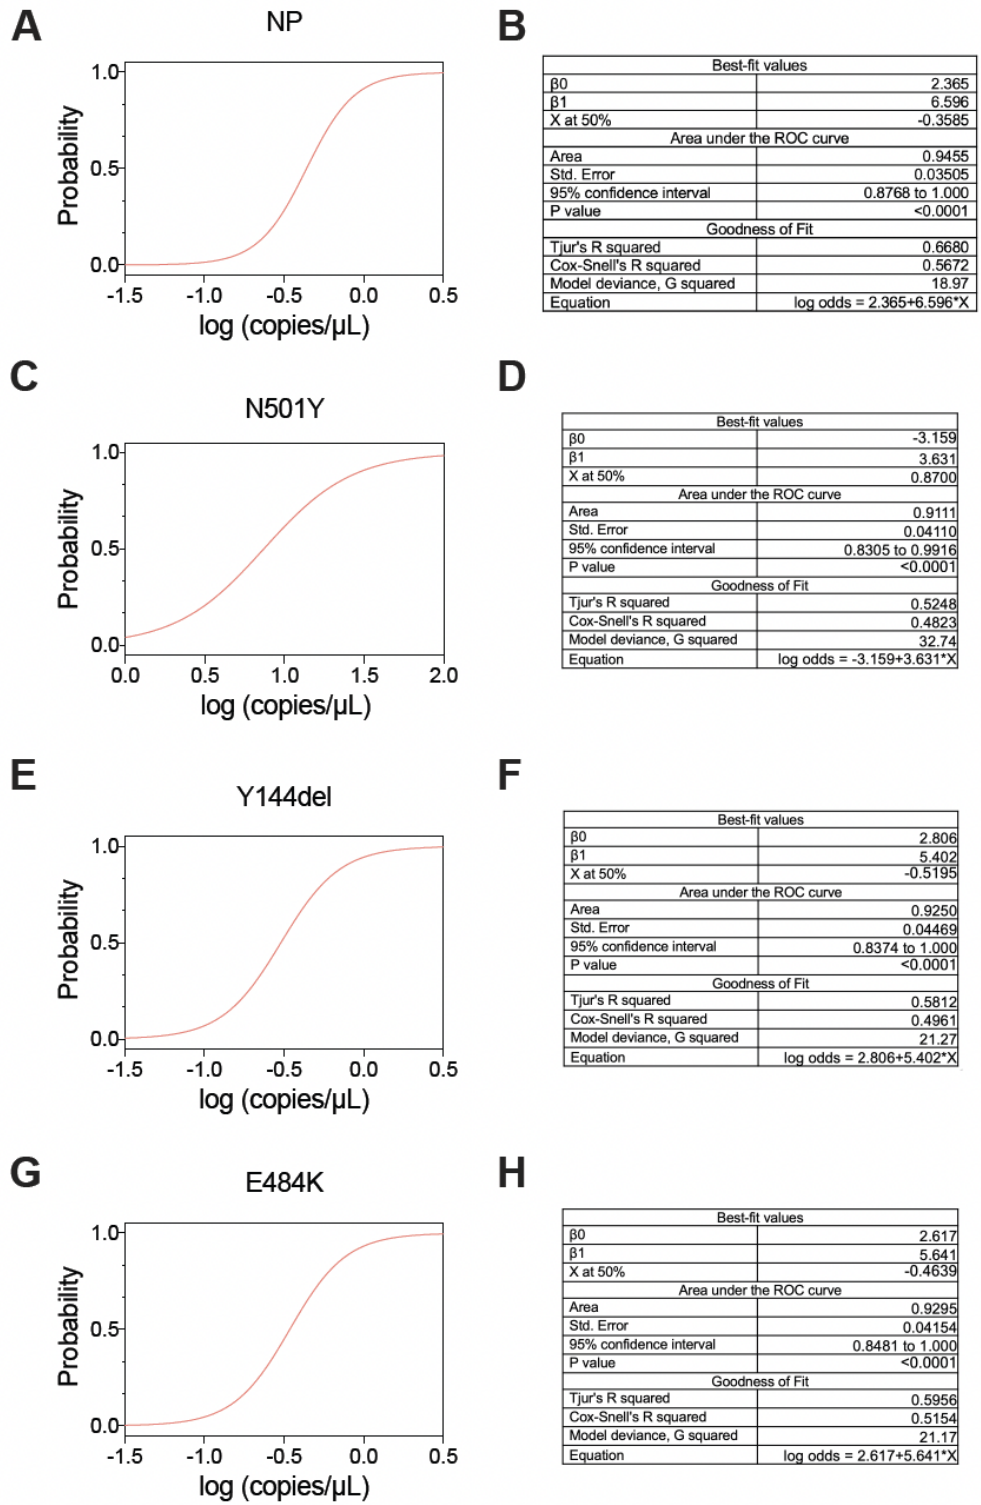 A
NP
Probability
1.0
0.5
0.0
-1.5 -1.0 -0.5 0.0 0.5
log (copies/µL)
B
Best-fit values
β0 2.365
β1 6.596
X at 50% -0.3585
Area under the ROC curve
Area 0.9455
Std. Error 0.03505
95% confidence interval 0.8768 to 1.000
P value <0.0001
Goodness of Fit
Tjur's R squared 0.6680
Cox-Snell's R squared 0.5672
Model deviance, G squared 18.97
Equation log odds = 2.365+6.596*X
C
N501Y
Probability
1.0
0.5
0.0
0.0 0.5 1.0 1.5 2.0
log (copies/µL)
D
Best-fit values
β0 -3.159
β1 3.631
X at 50% 0.8700
Area under the ROC curve
Area 0.9111
Std. Error 0.04110
95% confidence interval 0.8305 to 0.9916
P value <0.0001
Goodness of Fit
Tjur's R squared 0.5248
Cox-Snell's R squared 0.4823
Model deviance, G squared 32.74
Equation log odds = -3.159+3.631*X
E
Y144del
Probability
1.0
0.5
0.0
-1.5 -1.0 -0.5 0.0 0.5
log (copies/µL)
F
Best-fit values
β0 2.806
β1 5.402
X at 50% -0.5195
Area under the ROC curve
Area 0.9250
Std. Error 0.04469
95% confidence interval 0.8374 to 1.000
P value <0.0001
Goodness of Fit
Tjur's R squared 0.5812
Cox-Snell's R squared 0.4961
Model deviance, G squared 21.27
Equation log odds = 2.806+5.402*X
G
E484K
Probability
1.0
0.5
0.0
-1.5 -1.0 -0.5 0.0 0.5
log (copies/µL)
H
Best-fit values
β0 2.617
β1 5.641
X at 50% -0.4639
Area under the ROC curve
Area 0.9295
Std. Error 0.04154
95% confidence interval 0.8481 to 1.000
P value <0.0001
Goodness of Fit
Tjur's R squared 0.5956
Cox-Snell's R squared 0.5154
Model deviance, G squared 21.17
Equation log odds = 2.617+5.641*X